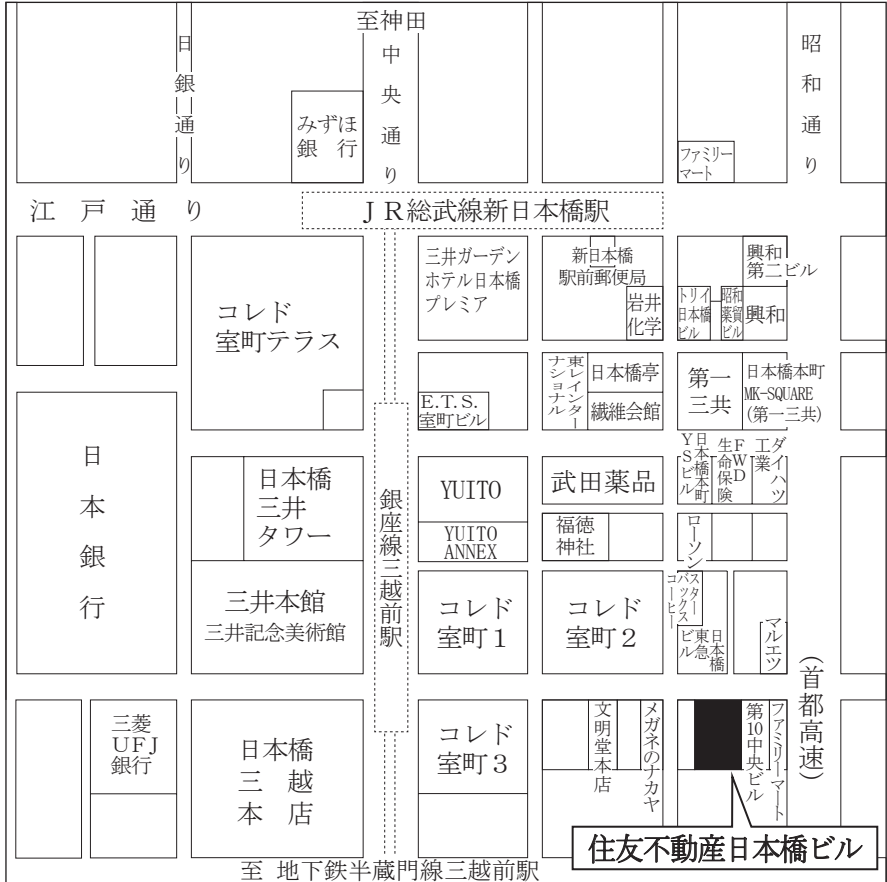 至神田
日銀通り
中央通り
昭和通り
みずほ
銀 行
ファミリー
マート
江 戸 通 り
ＪＲ総武線新日本橋駅
三井ガーデン
ホテル日本橋
プレミア
新日本橋
駅前郵便局
岩井
化学
興和
第二ビル
トリイ
日本橋
ビル
昭和
薬貿
ビル
興和
コレド
室町テラス
E.T.S.
室町ビル
東レインター
ナショナル
日本橋亭
繊維会館
第一
三共
日本橋本町
MK-SQUARE
(第一三共)
日本銀行
日本橋
三井
タワー
銀座線三越前駅
YUITO
YUITO
ANNEX
武田薬品
福徳
神社
日本橋本町
ＹＳビル
ＦＷＤ
生命保険
ダイハツ
工業
ローソン
三井本館
三井記念美術館
コレド
室町１
コレド
室町２
スター
バックス
コーヒー
日本橋
東急
ビル
マルエツ
(首都高速)
三菱
ＵＦＪ
銀行
日本橋
三 越
本 店
コレド
室町３
文明堂本店
メガネのナカヤ
第10中央ビル
ファミリーマート
住友不動産日本橋ビル
至 地下鉄半蔵門線三越前駅